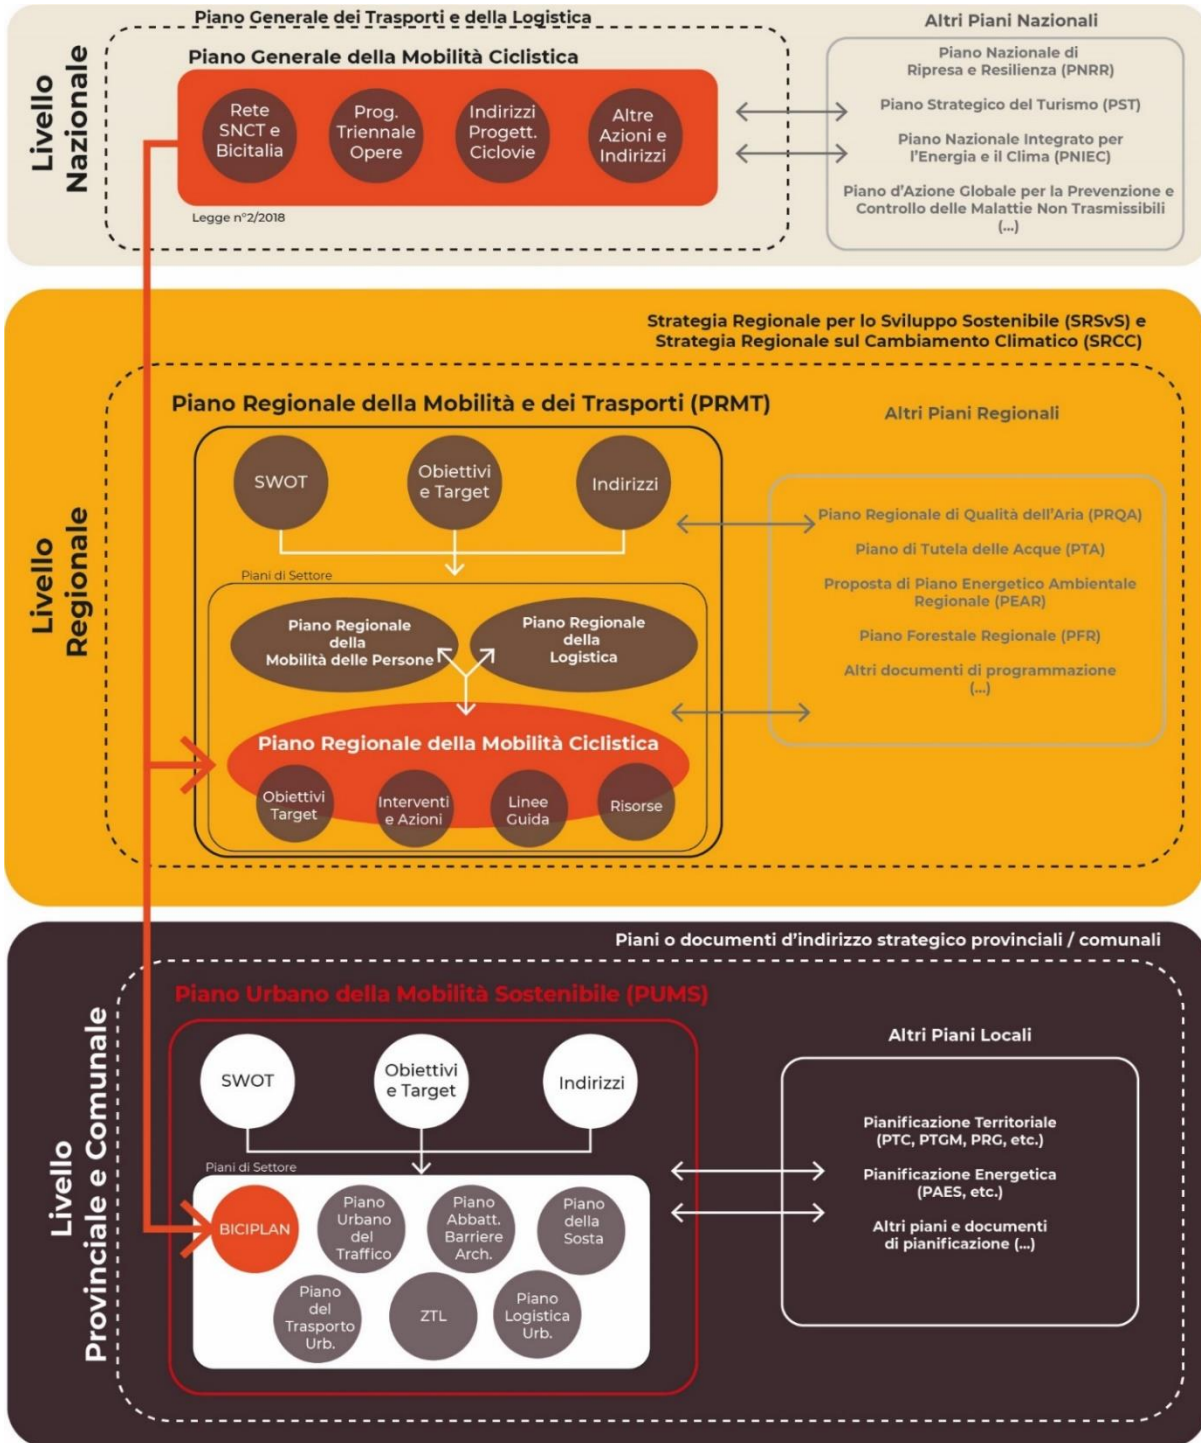 Livello
Nazionale
Piano Generale dei Trasporti e della Logistica
Piano Generale della Mobilità Ciclistica
Rete
SNCT e
Bicitalia
Prog.
Triennale
Opere
Indirizzi
Progett.
Ciclovie
Altre
Azioni e
Indirizzi
Legge n°2/2018
Altri Piani Nazionali
Piano Nazionale di
Ripresa e Resilienza (PNRR)
Piano Strategico del Turismo (PST)
Piano Nazionale Integrato per
l'Energia e il Clima (PNIEC)
Piano d'Azione Globale per la Prevenzione e
Controllo delle Malattie Non Trasmissibili
(...)
Livello
Regionale
Strategia Regionale per lo Sviluppo Sostenibile (SRSvS) e
Strategia Regionale sul Cambiamento Climatico (SRCC)
Piano Regionale della Mobilità e dei Trasporti (PRMT)
SWOT
Obiettivi
e Target
Indirizzi
Piani di Settore
Piano Regionale
della
Mobilità delle Persone
Piano Regionale
della
Logistica
Piano Regionale della Mobilità Ciclistica
Obiettivi
Target
Interventi
e Azioni
Linee
Guida
Risorse
Altri Piani Regionali
Piano Regionale di Qualità dell'Aria (PRQA)
Piano di Tutela delle Acque (PTA)
Proposta di Piano Energetico Ambientale
Regionale (PEAR)
Piano Forestale Regionale (PFR)
Altri documenti di programmazione
(...)
Livello
Provinciale e Comunale
Piani o documenti d'indirizzo strategico provinciali / comunali
Piano Urbano della Mobilità Sostenibile (PUMS)
SWOT
Obiettivi
e Target
Indirizzi
Piani di Settore
BICIPLAN
Piano
Urbano
del
Traffico
Piano
Abbatt.
Barriere
Arch.
Piano
della
Sosta
Piano
del
Trasporto
Urb.
ZTL
Piano
Logistica
Urb.
Altri Piani Locali
Pianificazione Territoriale
(PTC, PTGM, PRG, etc.)
Pianificazione Energetica
(PAES, etc.)
Altri piani e documenti
di pianificazione (...)